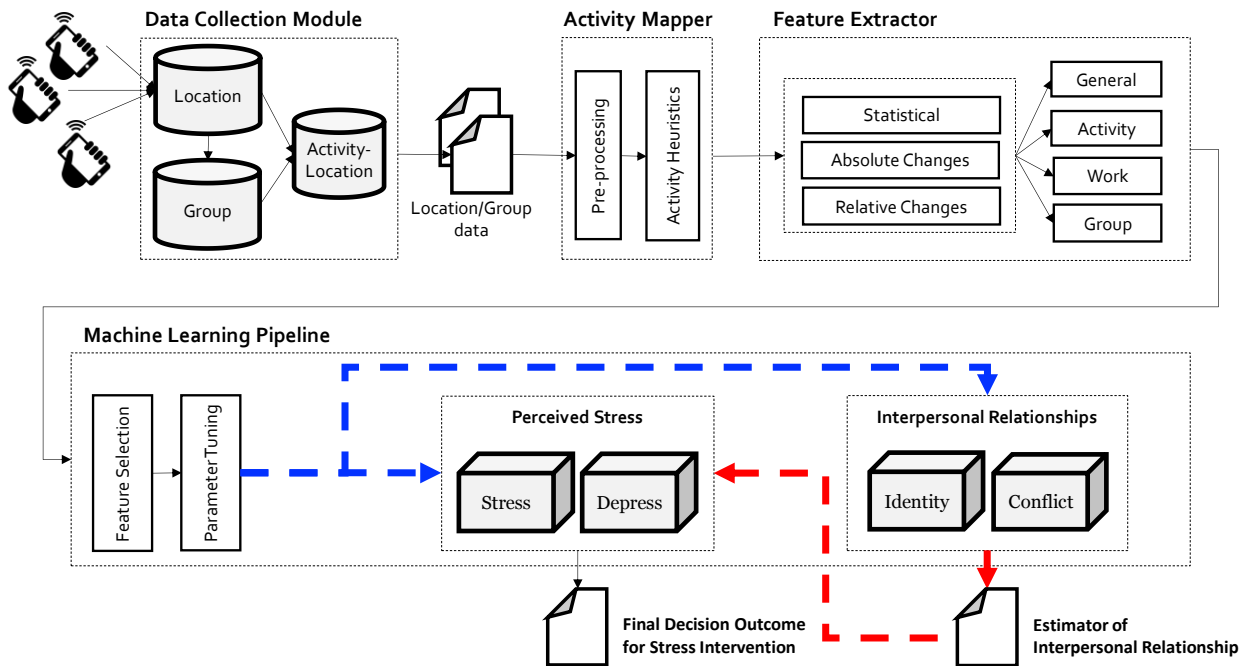 Data Collection Module
Activity Mapper
Feature Extractor
Location
Group
Activity-
Location
Location/Group
data
Pre-processing
Activity Heuristics
Statistical
Absolute Changes
Relative Changes
General
Activity
Work
Group
Machine Learning Pipeline
Feature Selection
Parameter Tuning
Perceived Stress
Stress
Depress
Interpersonal Relationships
Identity
Conflict
Final Decision Outcome
for Stress Intervention
Estimator of
Interpersonal Relationship